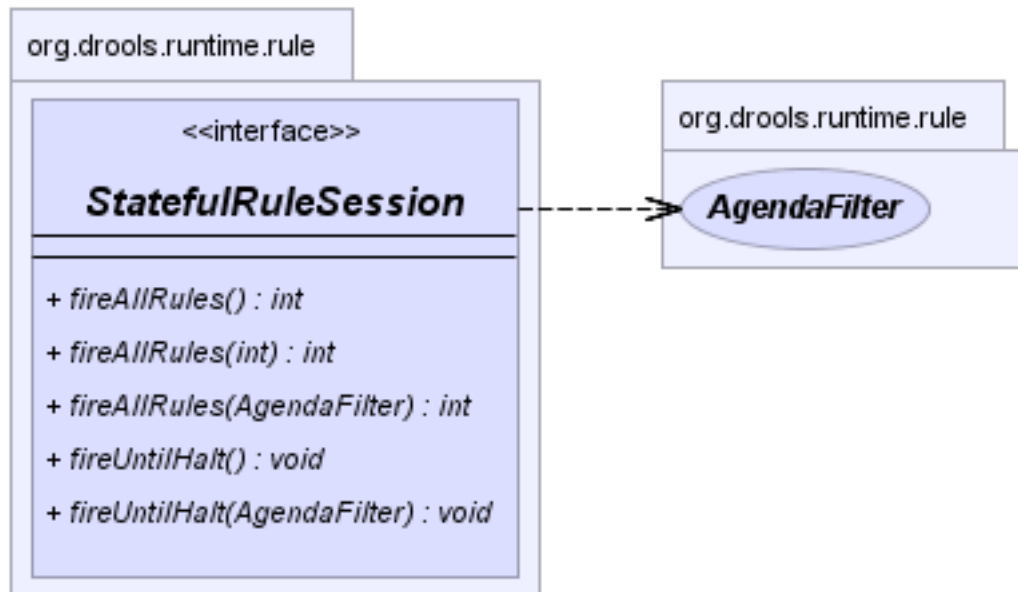 org.drools.runtime.rule
<<interface>>
StatefulRuleSession
+ fireAllRules() : int
+ fireAllRules(int) : int
+ fireAllRules(AgendaFilter) : int
+ fireUntilHalt() : void
+ fireUntilHalt(AgendaFilter) : void
org.drools.runtime.rule
AgendaFilter